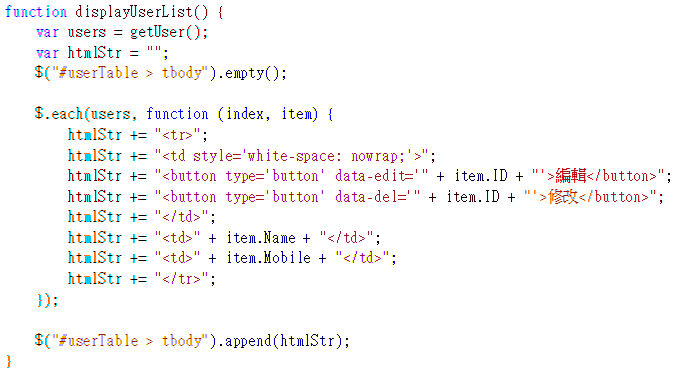 function displayUserList() {
    var users = getUser();
    var htmlStr = "";
    $("#userTable > tbody").empty();

    $.each(users, function (index, item) {
        htmlStr += "<tr>";
        htmlStr += "<td style='white-space: nowrap;'>";
        htmlStr += "<button type='button' data-edit='" + item.ID + "'>編輯</button>";
        htmlStr += "<button type='button' data-del='" + item.ID + "'>修改</button>";
        htmlStr += "</td>";
        htmlStr += "<td>" + item.Name + "</td>";
        htmlStr += "<td>" + item.Mobile + "</td>";
        htmlStr += "</tr>";
    });

    $("#userTable > tbody").append(htmlStr);
}